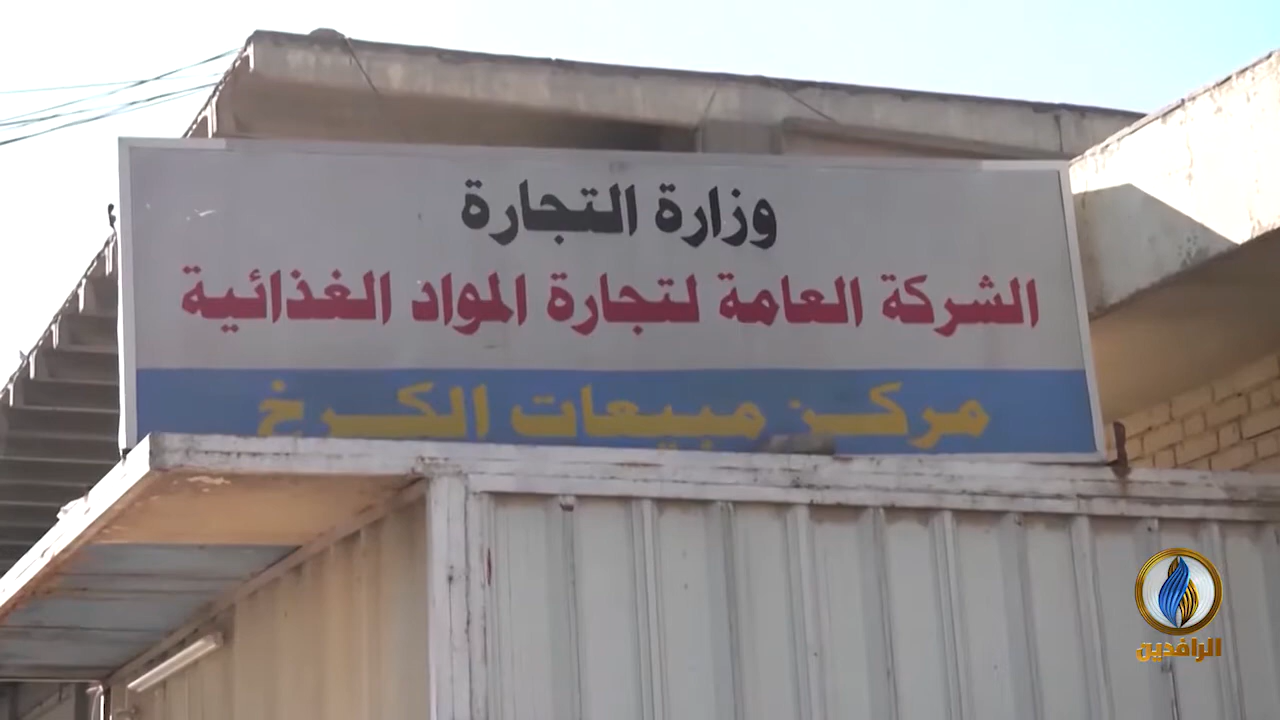 وزارة التجارة
الشركة العامة لتجارة المواد الغذائية
مركز مبيعات الكرخ
الرافدين